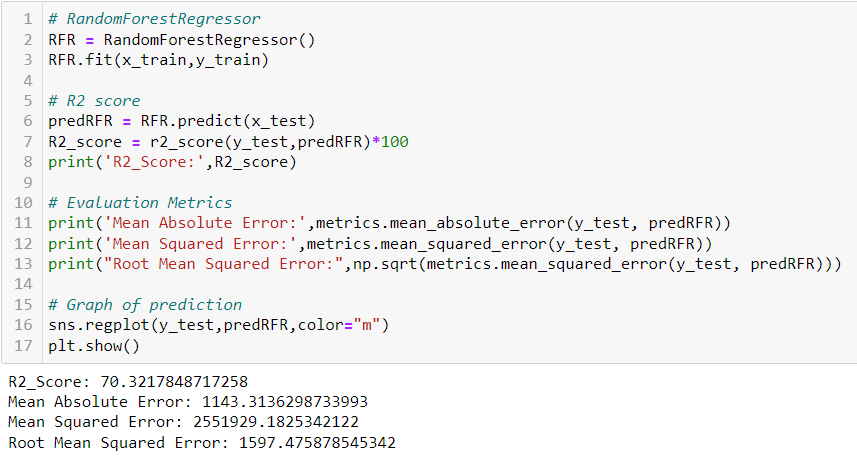 1 # RandomForestRegressor
2 RFR = RandomForestRegressor()
3 RFR.fit(x_train,y_train)
4
5 # R2 score
6 predRFR = RFR.predict(x_test)
7 R2_score = r2_score(y_test,predRFR)*100
8 print('R2_Score:',R2_score)
9
10 # Evaluation Metrics
11 print('Mean Absolute Error:',metrics.mean_absolute_error(y_test, predRFR))
12 print('Mean Squared Error:',metrics.mean_squared_error(y_test, predRFR))
13 print("Root Mean Squared Error:",np.sqrt(metrics.mean_squared_error(y_test, predRFR)))
14
15 # Graph of prediction
16 sns.regplot(y_test,predRFR,color="m")
17 plt.show()
R2_Score: 70.3217848717258
Mean Absolute Error: 1143.3136298733993
Mean Squared Error: 2551929.1825342122
Root Mean Squared Error: 1597.475878545342